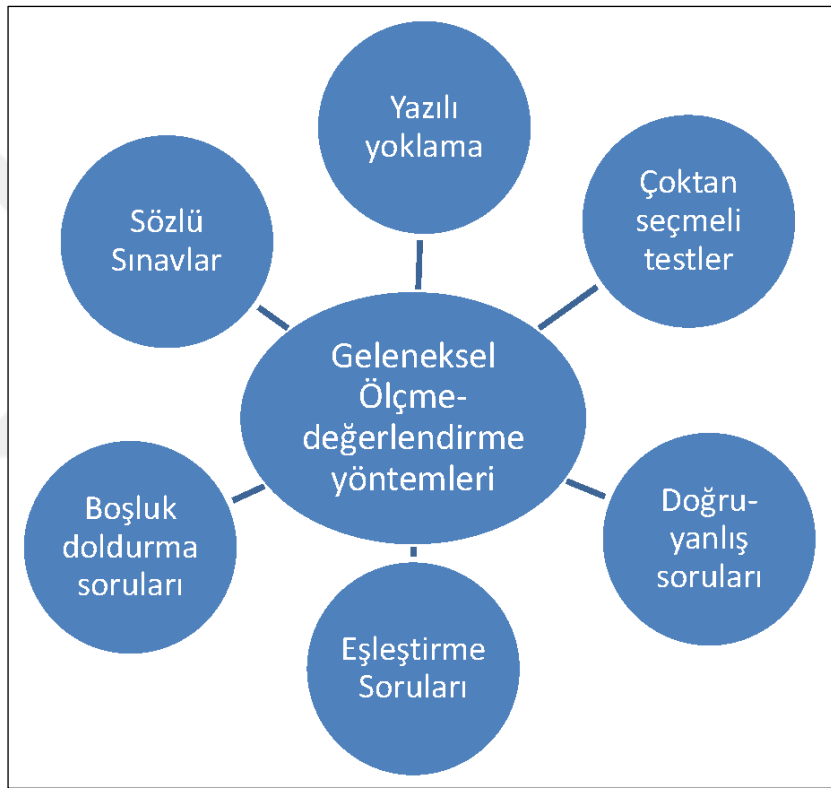 Yazılı
yoklama
Çoktan
seçmeli
testler
Sözlü
Sınavlar
Geleneksel
Ölçme-
değerlendirme
yöntemleri
Doğru-
yanlış
soruları
Boşluk
doldurma
soruları
Eşleştirme
Soruları